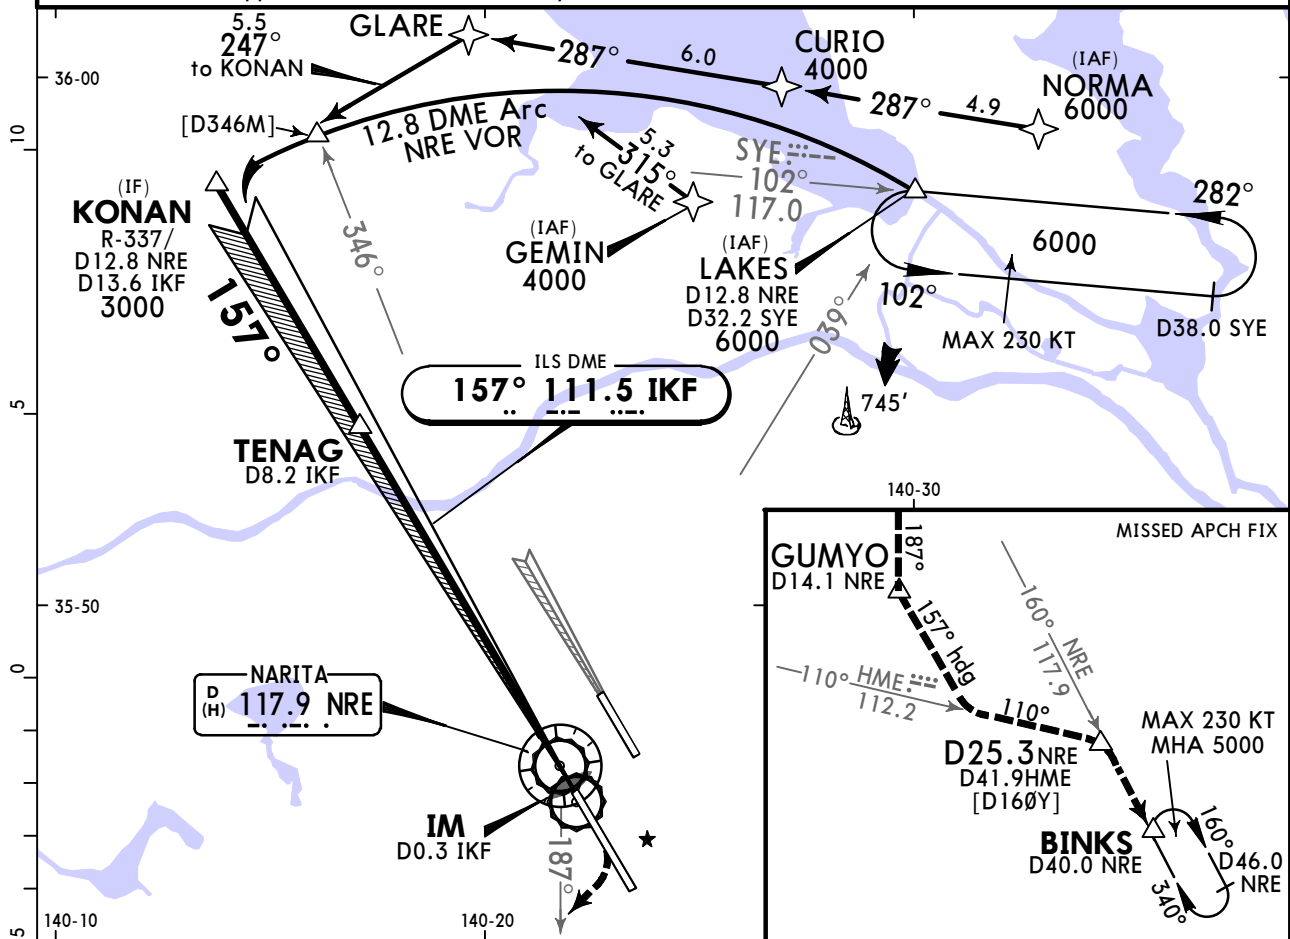 5.5
247°
to KONAN
GLARE
287°
6.0
CURIO
4000
(IAF)
NORMA
6000
287°
4.9
36-00
10
[D346M]
12.8 DME Arc
NRE VOR
5.3
315°
to GLARE
SYE
102°
117.0
282°
(IF)
KONAN
R-337/
D12.8 NRE
D13.6 IKF
3000
346°
(IAF)
GEMIN
4000
(IAF)
LAKES
D12.8 NRE
D32.2 SYE
6000
6000
102°
039°
MAX 230 KT
D38.0 SYE
157°
ILS DME
157° 111.5 IKF
745'
5
TENAG
D8.2 IKF
140-30
MISSED APCH FIX
187°
GUMYO
D14.1 NRE
157° hdg
160°
NRE
117.9
35-50
110°
HME
112.2
110°
0
NARITA
D
(H)
117.9 NRE
D25.3 NRE
D41.9HME
[D160Y]
MAX 230 KT
MHA 5000
IM
D0.3 IKF
187°
BINKS
D40.0 NRE
160°
340°
D46.0
NRE
140-10
140-20
5